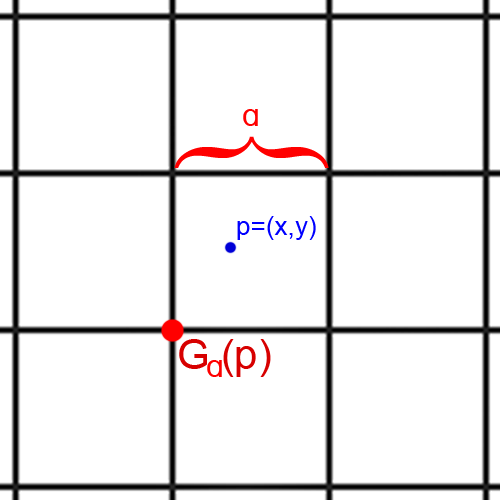 a
p=(x,y)
Gₐ(p)